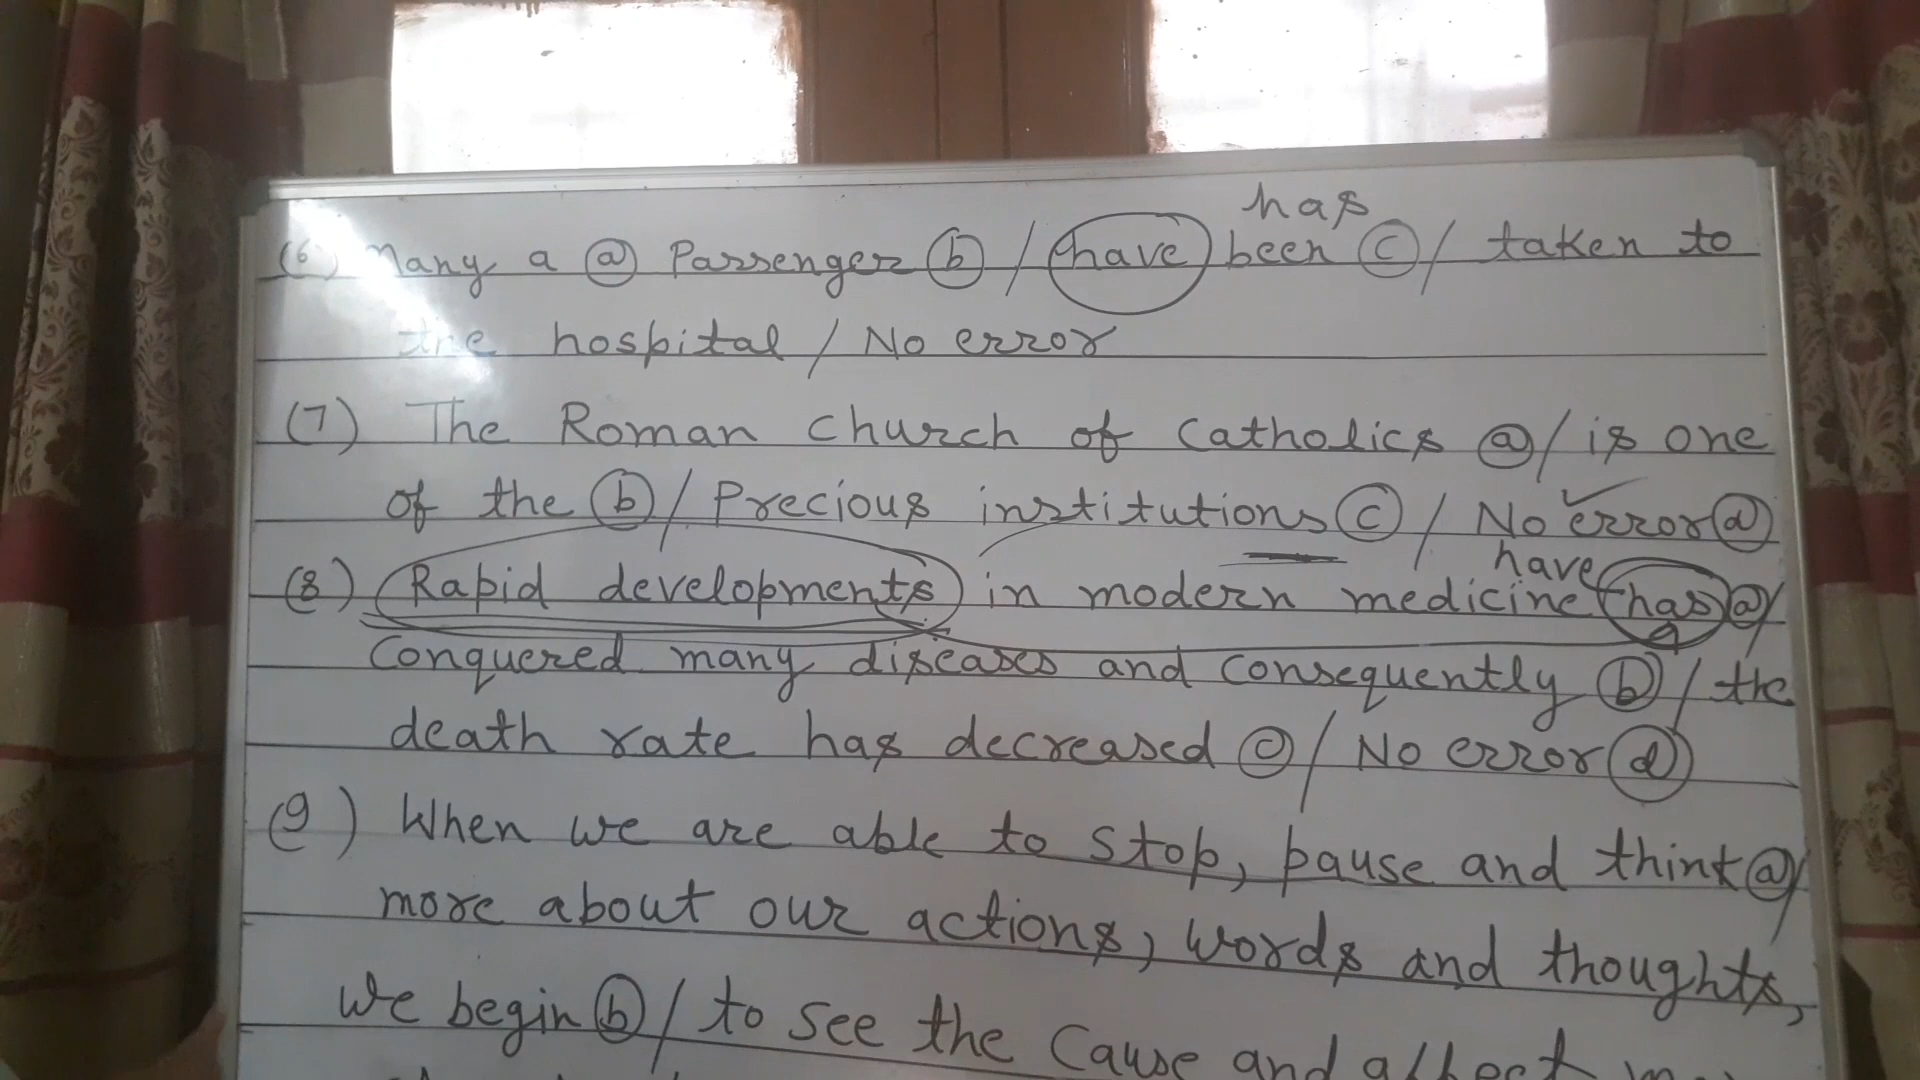 has
(6) Many a (a) Passenger (b) / have been (c) / taken to
the hospital / No error
(7) The Roman church of catholics (a) / is one
of the (b) / Precious institutions (c) / No error (d)
have
(8) Rapid developments in modern medicine has (a) /
Conquered many diseases and consequently (b) / the
death rate has decreased (c) / No error (d)
(9) When we are able to stop, pause and think (a) /
more about our actions, words and thoughts,
we begin (b) / to see the cause and